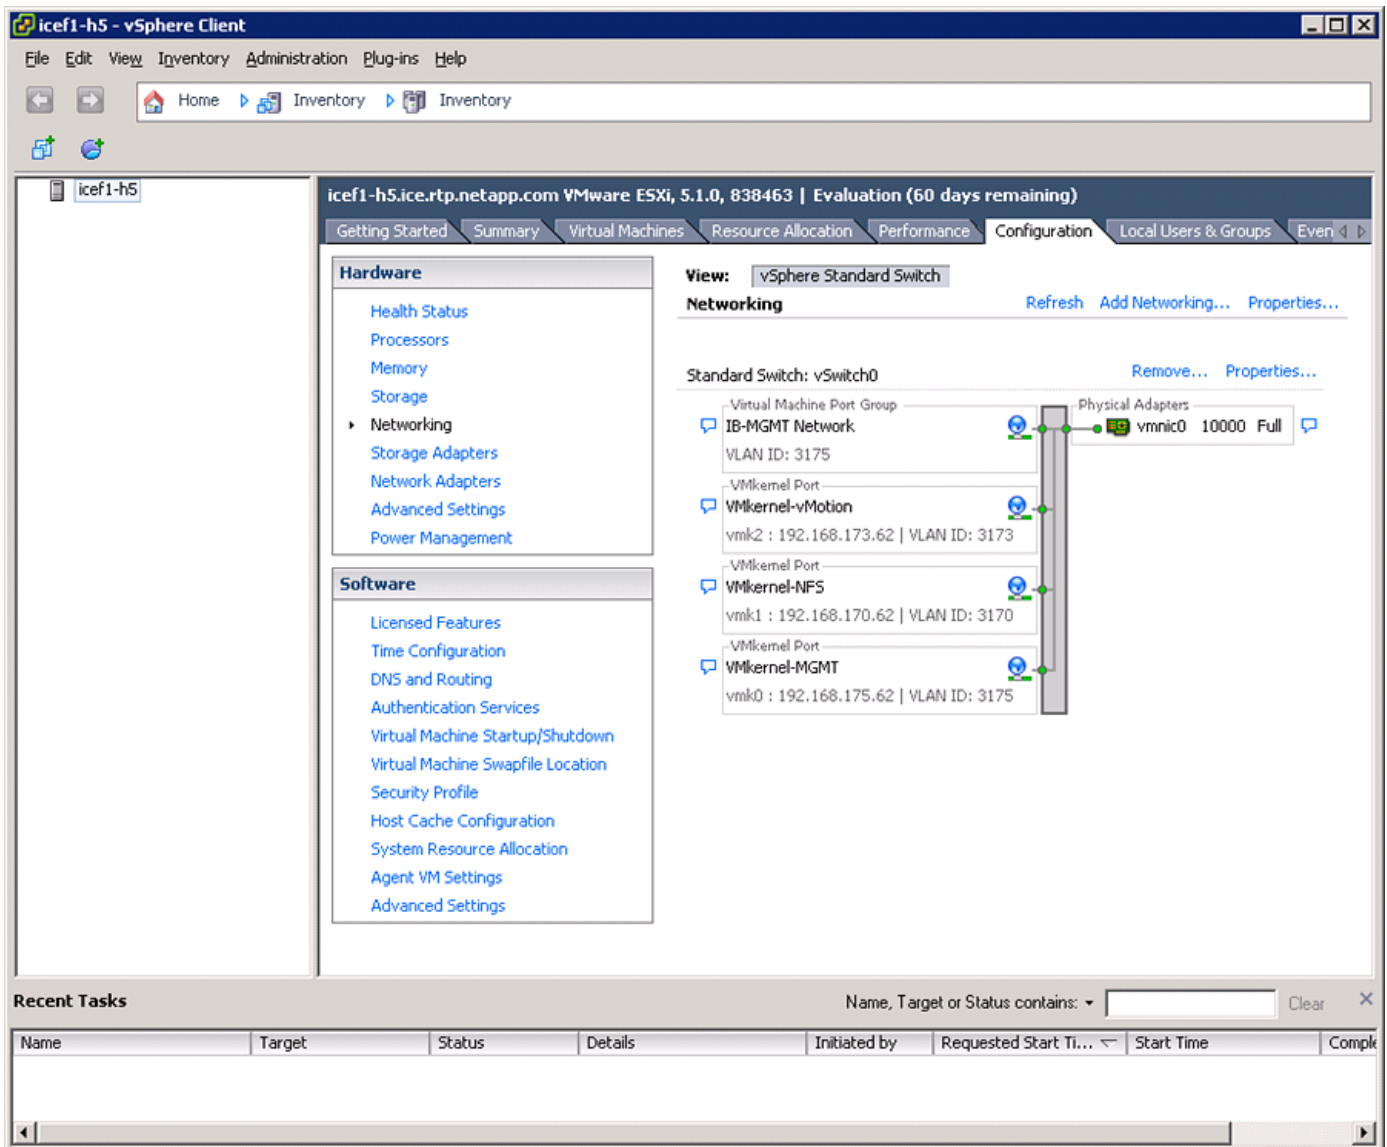 icef1-h5 - vSphere Client
File Edit View Inventory Administration Plug-ins Help
Home Inventory Inventory
icef1-h5
icef1-h5.ice.rtp.netapp.com VMware ESXi, 5.1.0, 838463 | Evaluation (60 days remaining)
Getting Started Summary Virtual Machines Resource Allocation Performance Configuration Local Users & Groups Even
Hardware
Health Status
Processors
Memory
Storage
Networking
Storage Adapters
Network Adapters
Advanced Settings
Power Management
Software
Licensed Features
Time Configuration
DNS and Routing
Authentication Services
Virtual Machine Startup/Shutdown
Virtual Machine Swapfile Location
Security Profile
Host Cache Configuration
System Resource Allocation
Agent VM Settings
Advanced Settings
View: vSphere Standard Switch
Networking Refresh Add Networking... Properties...
Standard Switch: vSwitch0 Remove... Properties...
Virtual Machine Port Group
IB-MGMT Network
VLAN ID: 3175
Physical Adapters
vmnic0 10000 Full
VMkernel Port
VMkernel-vMotion
vmk2 : 192.168.173.62 | VLAN ID: 3173
VMkernel Port
VMkernel-NFS
vmk1 : 192.168.170.62 | VLAN ID: 3170
VMkernel Port
VMkernel-MGMT
vmk0 : 192.168.175.62 | VLAN ID: 3175
Recent Tasks Name, Target or Status contains: Clear
Name Target Status Details Initiated by Requested Start Ti... Start Time Comple